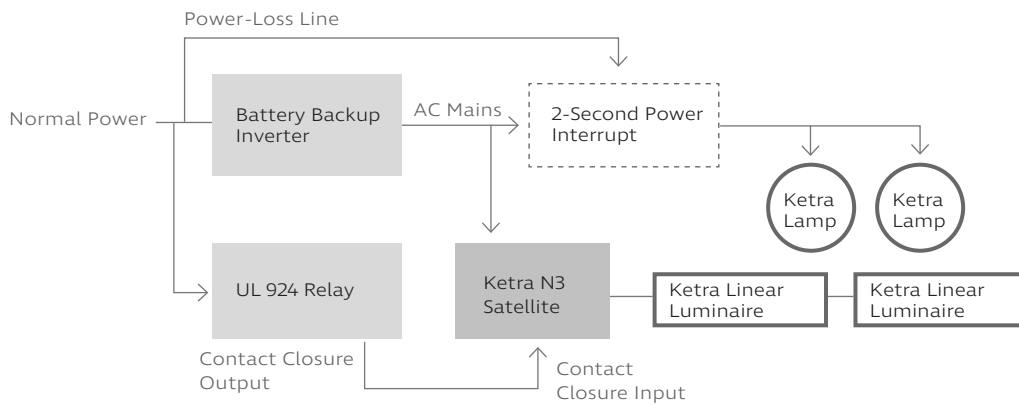 Power-Loss Line
Normal Power
Battery Backup
Inverter
AC Mains
2-Second Power
Interrupt
Ketra
Lamp
Ketra
Lamp
UL 924 Relay
Ketra N3
Satellite
Ketra Linear
Luminaire
Ketra Linear
Luminaire
Contact Closure
Output
Contact
Closure Input